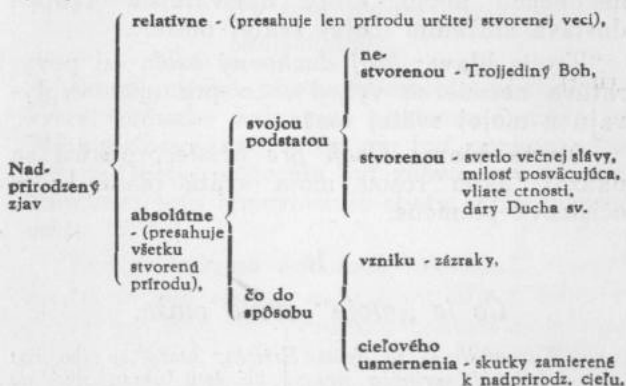 relatívne - (presahuje len prírodu určitej stvorenej veci),
Nad-
prirodzený
zjav
absolútne
- (presahuje
všetku
stvorenú
prírodu),
svojou
podstatou
ne-
stvorenou - Trojjediný Boh,
stvorenou - svetlo večnej slávy,
milosť posväcujúca,
vliate ctnosti,
dary Ducha sv.
čo do
spôsobu
vzniku - zázraky,
cieľového
usmernenia - skutky zamierené
k nadprirodz, cieľu.